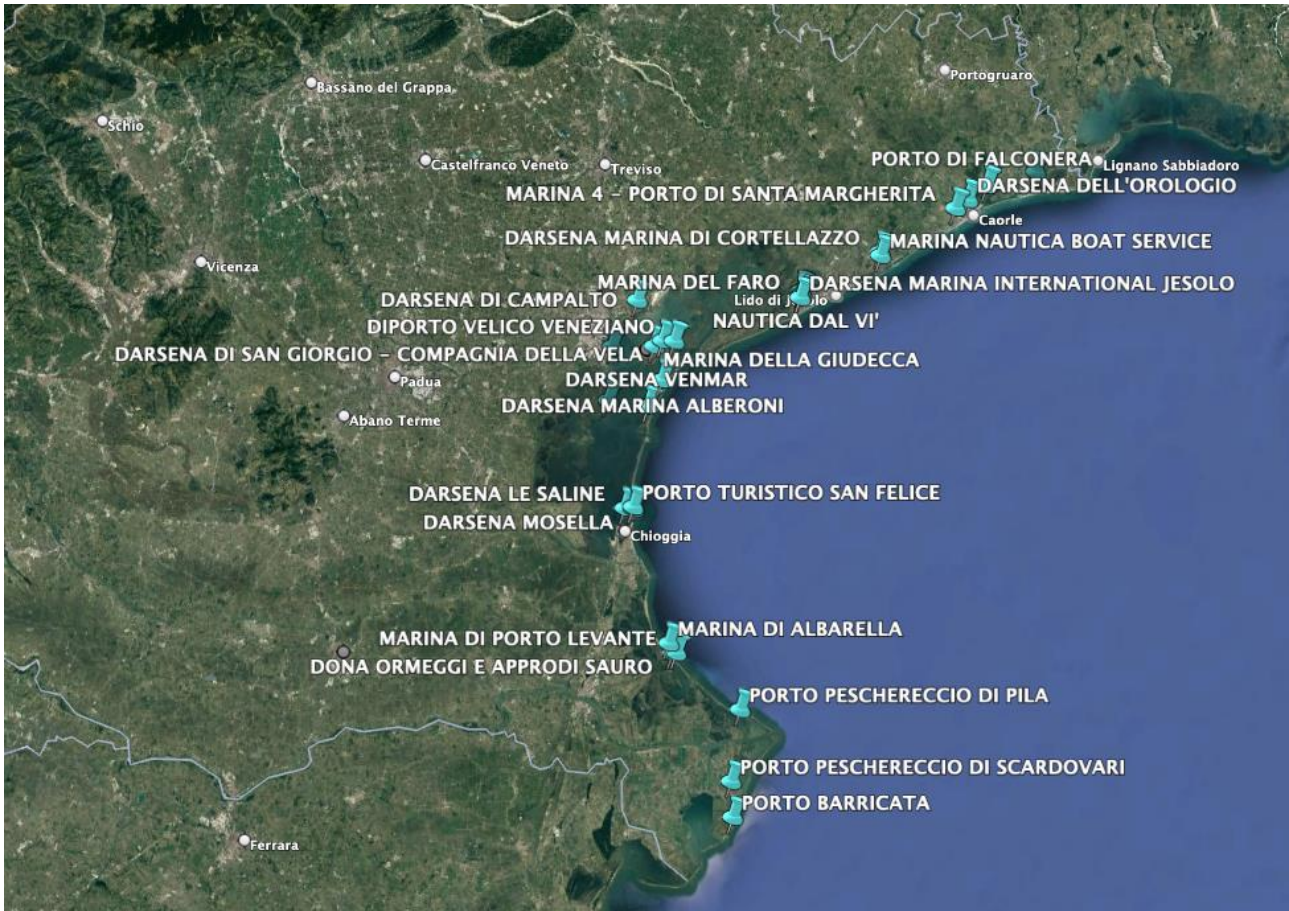 Portogruaro
Bassano del Grappa
Schio
Castelfranco Veneto
Treviso
PORTO DI FALCONERA
Lignano Sabbiadoro
MARINA 4 - PORTO DI SANTA MARGHERITA
DARSENA DELL'OROLOGIO
Caorle
DARSENA MARINA DI CORTELLAZZO
MARINA NAUTICA BOAT SERVICE
Vicenza
MARINA DEL FARO
DARSENA MARINA INTERNATIONAL JESOLO
DARSENA DI CAMPALTO
Lido di
NAUTICA DAL VI'
DIPORTO VELICO VENEZIANO
DARSENA DI SAN GIORGIO - COMPAGNIA DELLA VELA
MARINA DELLA GIUDECCA
Padua
DARSENA VENMAR
DARSENA MARINA ALBERONI
Abano Terme
DARSENA LE SALINE
PORTO TURISTICO SAN FELICE
DARSENA MOSELLA
Chioggia
MARINA DI ALBARELLA
MARINA DI PORTO LEVANTE
DONA ORMEGGI E APPRODI SAURO
PORTO PESCHERECCIO DI PILA
PORTO PESCHERECCIO DI SCARDOVARI
PORTO BARRICATA
Ferrara